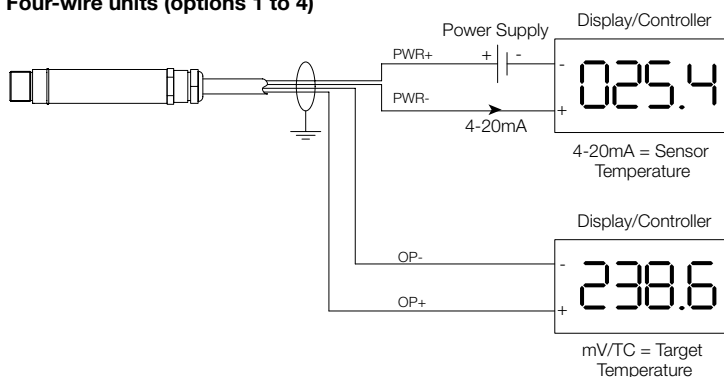 Four-wire units (options 1 to 4)
Power Supply
Display/Controller
PWR+
+
-
-
025.4
PWR-
+
4-20mA
4-20mA = Sensor
Temperature
Display/Controller
OP-
-
238.6
OP+
+
mV/TC = Target
Temperature